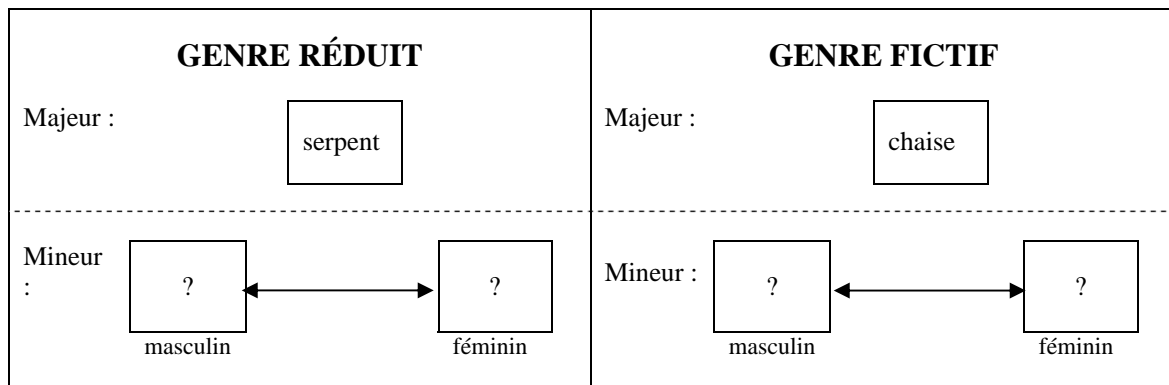 GENRE RÉDUIT
Majeur :
serpent
Mineur
:
?
?
masculin
féminin
GENRE FICTIF
Majeur :
chaise
Mineur :
?
?
masculin
féminin